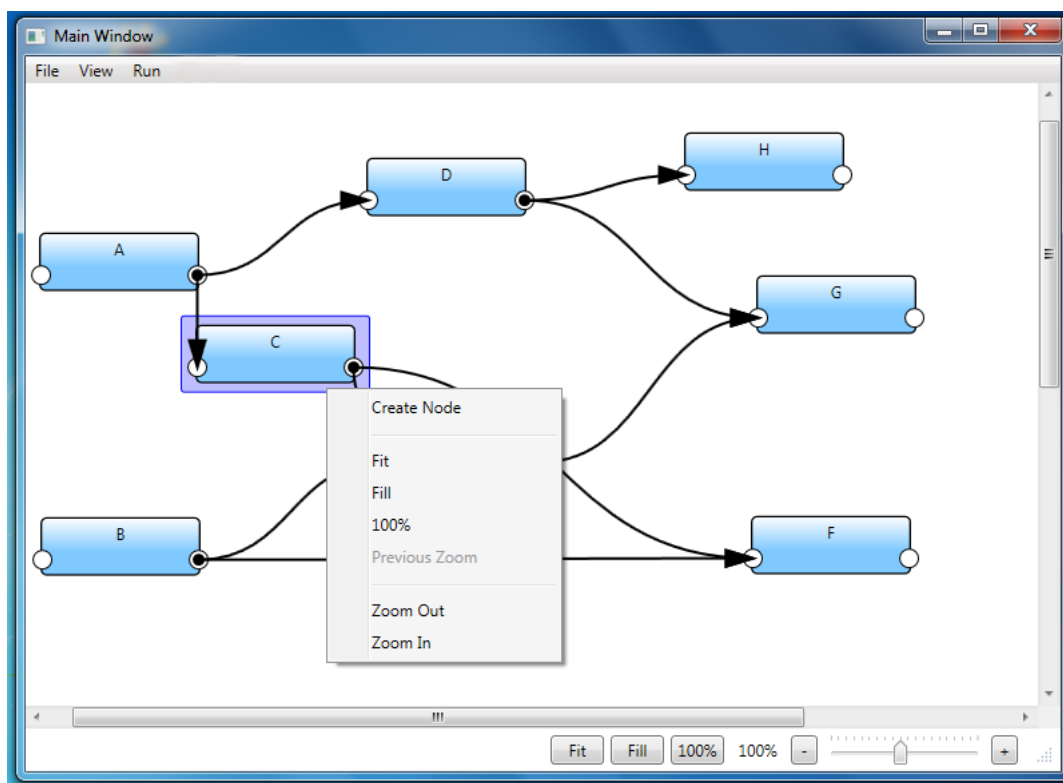 Main Window
File View Run
H
D
A
G
C
Create Node
Fit
Fill
100%
Previous Zoom
B
F
Zoom Out
Zoom In
Fit Fill 100% 100% - +